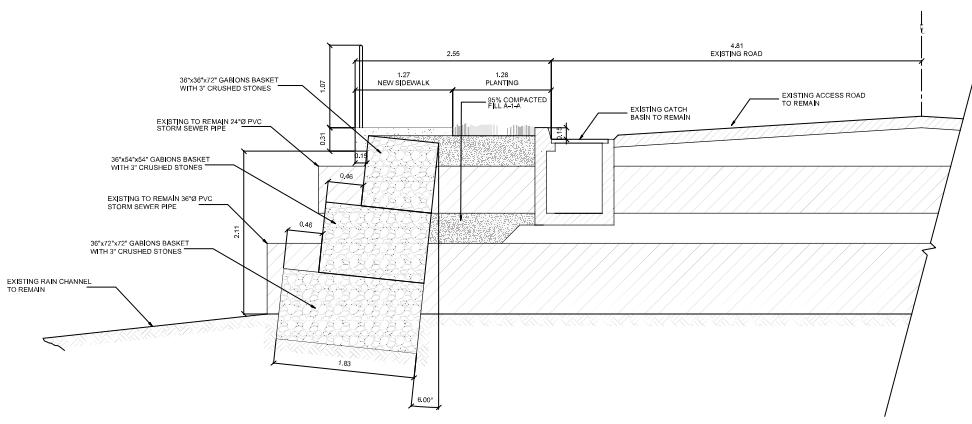 4.81
EXISTING ROAD
2.55
1.27
NEW SIDEWALK
1.28
PLANTING
36"x36"x72" GABIONS BASKET
WITH 3" CRUSHED STONES
1.07
95% COMPACTED
FILL A-1-A
EXISTING CATCH
BASIN TO REMAIN
EXISTING ACCESS ROAD
TO REMAIN
EXISTING TO REMAIN 24"Ø PVC
STORM SEWER PIPE
0.31
0.15
0.15
36"x54"x54" GABIONS BASKET
WITH 3" CRUSHED STONES
0.46
EXISTING TO REMAIN 36"Ø PVC
STORM SEWER PIPE
0.46
2.11
36"x72"x72" GABIONS BASKET
WITH 3" CRUSHED STONES
EXISTING RAIN CHANNEL
TO REMAIN
1.83
6.00°